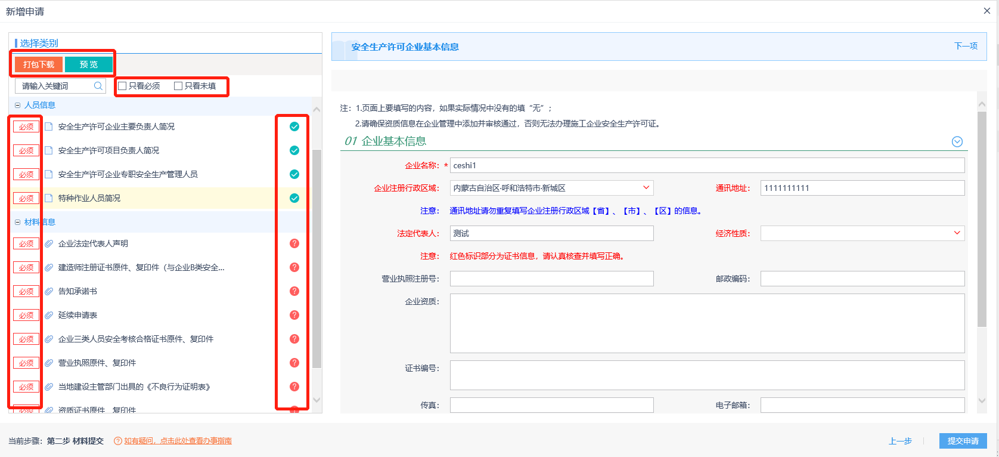 新增申请
选择类别
打包下载 预 览
请输入关键词 只看必须 只看未填
人员信息
必须 安全生产许可企业主要负责人简况
必须 安全生产许可项目负责人简况
必须 安全生产许可企业专职安全生产管理人员
必须 特种作业人员简况
材料信息
必须 企业法定代表人声明
必须 建造师注册证书原件、复印件（与企业B类安全...
必须 告知承诺书
必须 延续申请表
必须 企业三类人员安全考核合格证书原件、复印件
必须 营业执照原件、复印件
必须 当地建设主管部门出具的《不良行为证明表》
必须 资质证书原件、复印件
安全生产许可企业基本信息 下一项
注：1.页面上要填写的内容，如果实际情况中没有的填“无”；
2.请确保资质信息在企业管理中添加并审核通过，否则无法办理施工企业安全生产许可证。
01 企业基本信息
企业名称：* ceshi1
企业注册行政区域： 内蒙古自治区·呼和浩特市·新城区 通讯地址： 1111111111
注意： 通讯地址请勿重复填写企业注册行政区域【省】、【市】、【区】的信息。
法定代表人： 测试 经济性质：
注意： 红色标识部分为证书信息，请认真核查并填写正确。
营业执照注册号： 邮政编码：
企业资质：
证书编号：
传真： 电子邮箱：
当前步骤：第二步 材料提交 如有疑问，点击此处查看办事指南 上一步 提交申请